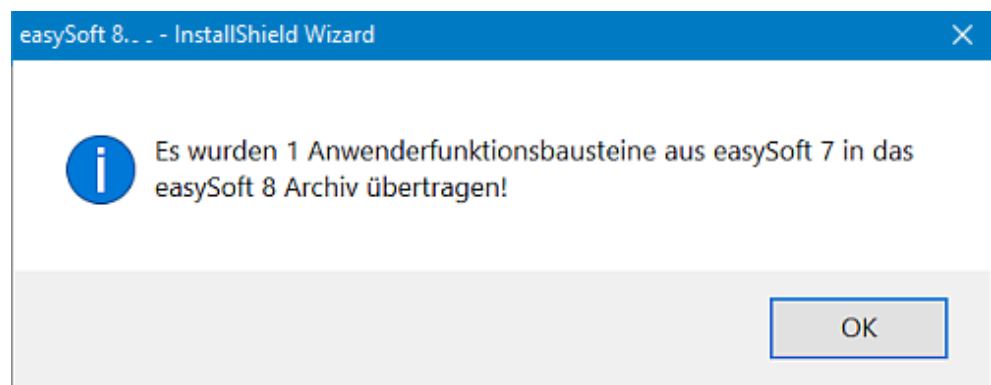 easySoft 8._ _ - InstallShield Wizard
Es wurden 1 Anwenderfunktionsbausteine aus easySoft 7 in das
easySoft 8 Archiv übertragen!
OK